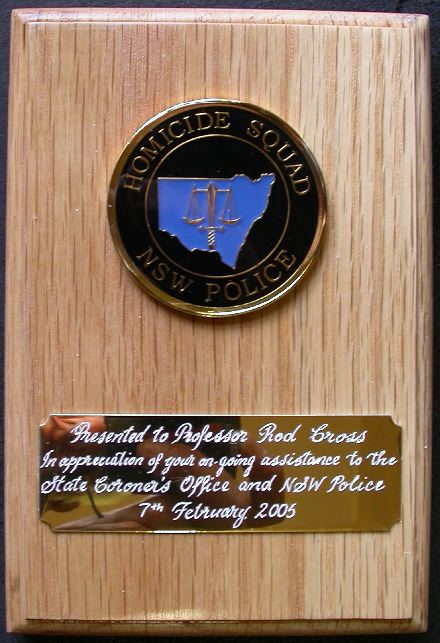 HOMICIDE SQUAD
NSW POLICE
Presented to Professor Rod Cross
In appreciation of your on-going assistance to the
State Coroner's Office and NSW Police
7th February 2005